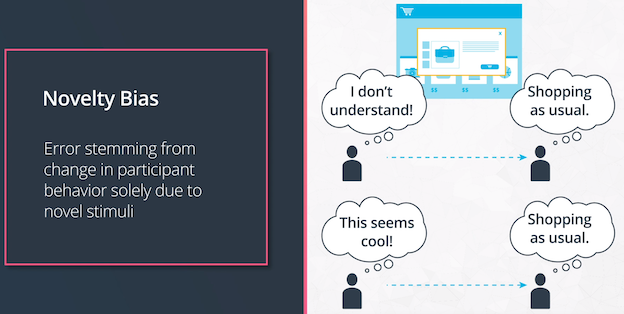 Novelty Bias
Error stemming from
change in participant
behavior solely due to
novel stimuli
$$ $$ $$
I don't
understand!
Shopping
as usual.
This seems
cool!
Shopping
as usual.